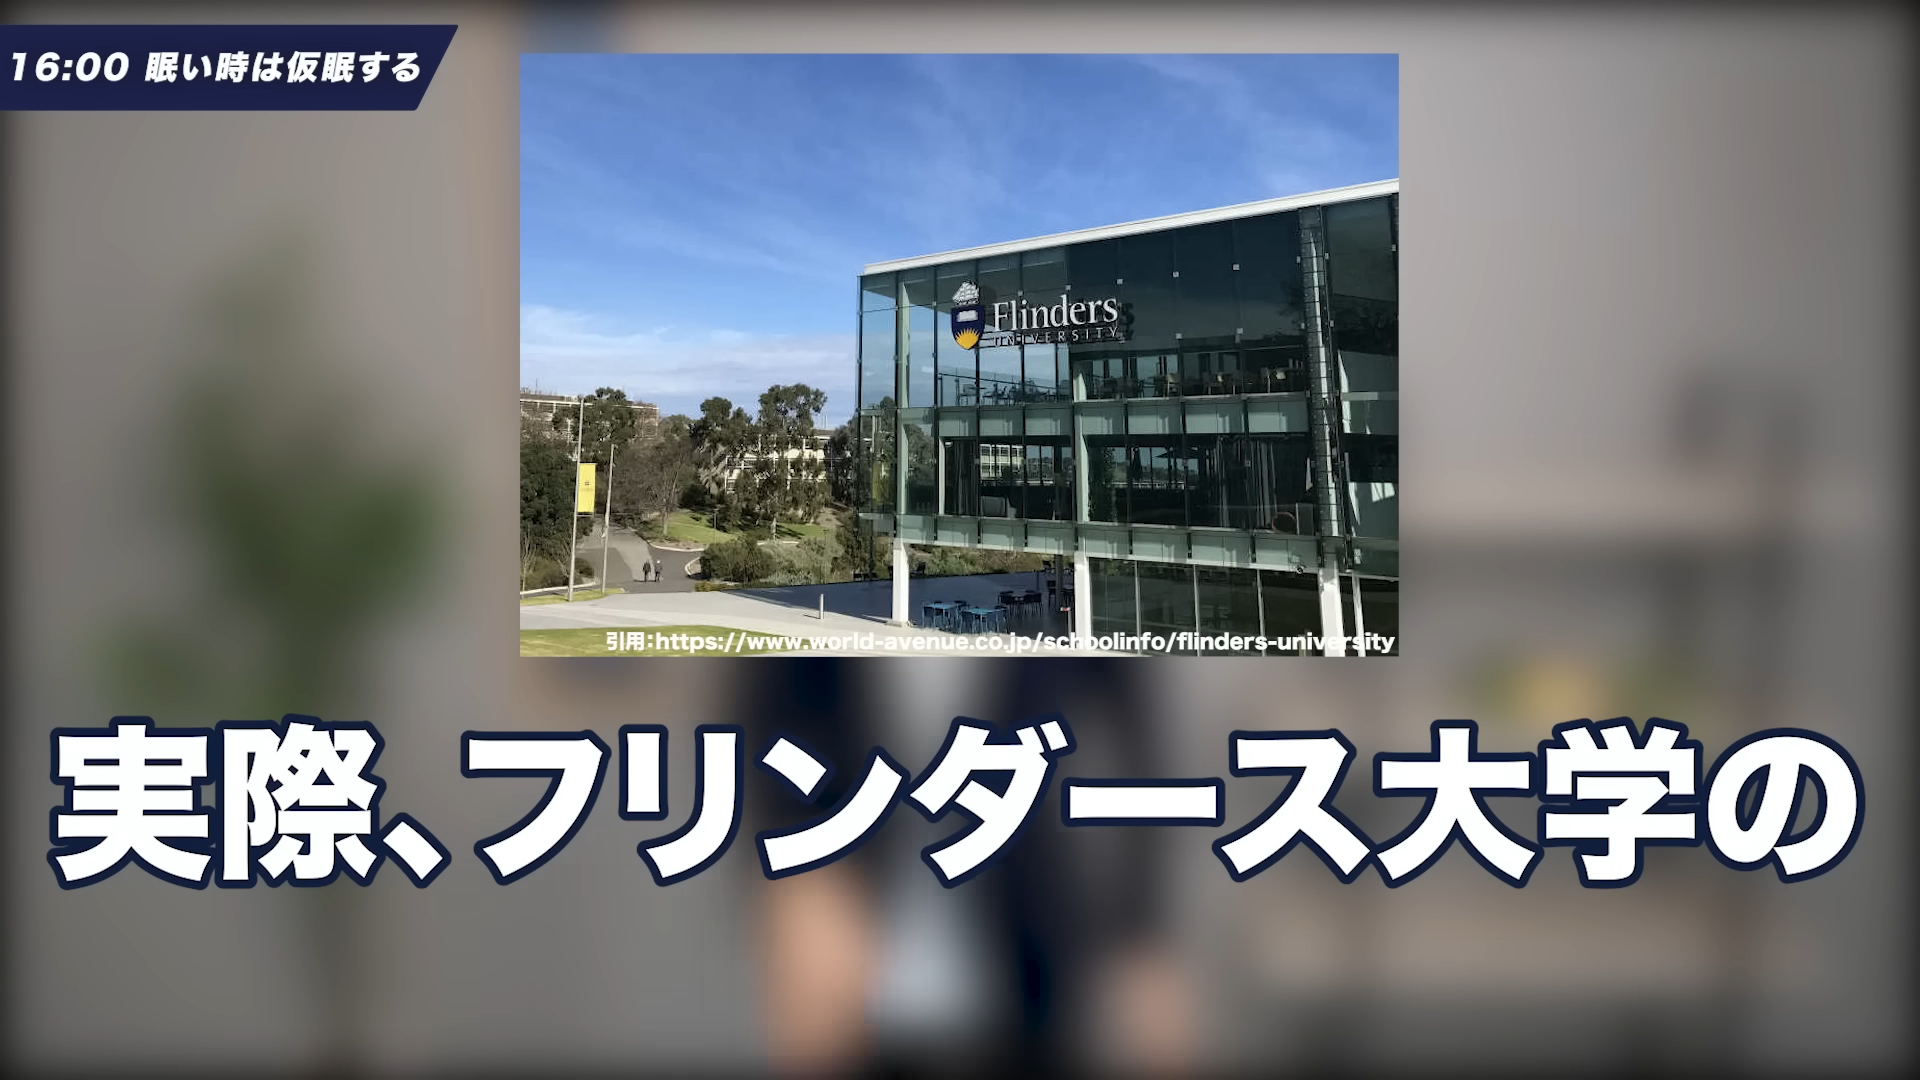 16:00 眠い時は仮眠する
Flinders
UNIVERSITY
引用:https://www.world-avenue.co.jp/schoolinfo/flinders-university
実際、フリンダース大学の